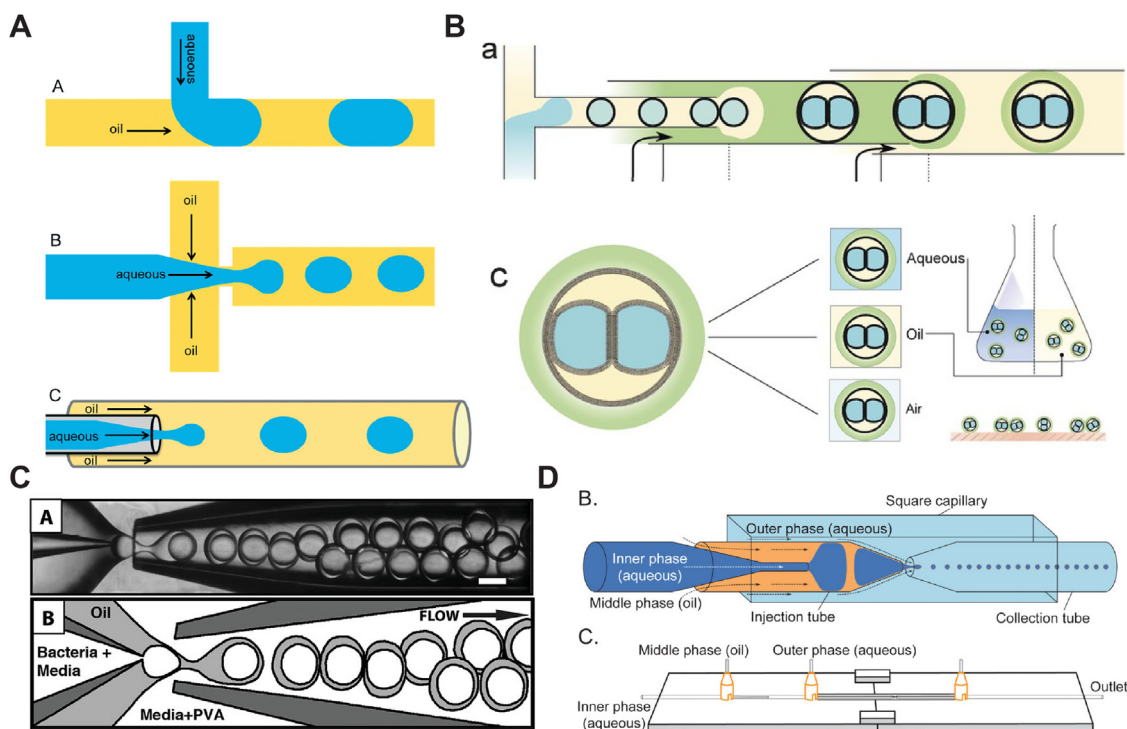 A
A
aqueous
oil
B
oil
aqueous
oil
C
oil
aqueous
oil
B
a
C
Aqueous
Oil
Air
C
A
B
Oil
FLOW
Bacteria +
Media
Media+PVA
D
B.
Square capillary
Outer phase (aqueous)
Inner phase
(aqueous)
Middle phase (oil)
Injection tube
Collection tube
C.
Middle phase (oil)
Outer phase (aqueous)
Outlet
Inner phase
(aqueous)